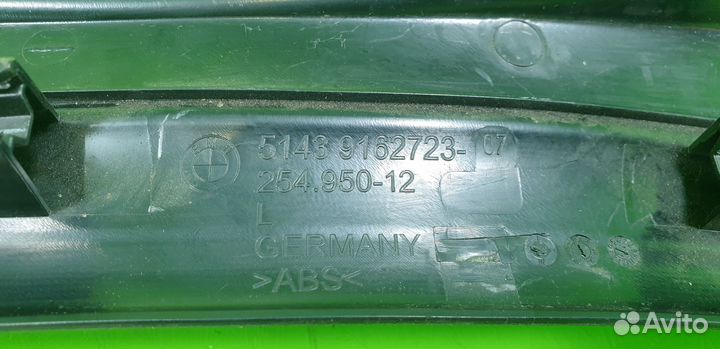 5143 9162723-07
254.950-12
L
GERMANY
>ABS<
Avito